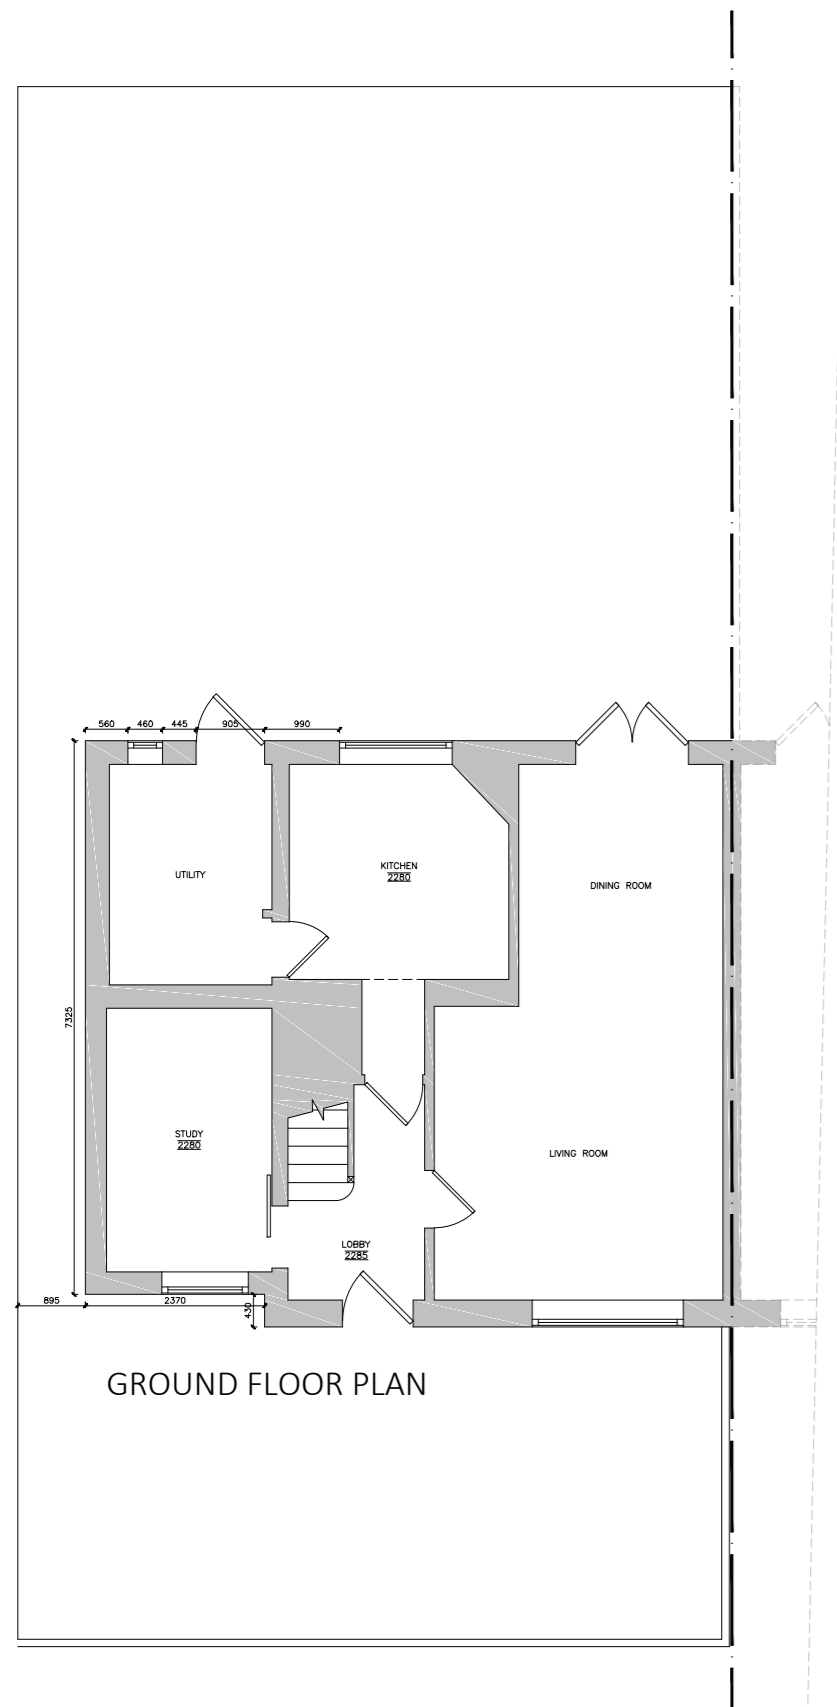 560 460 445 905 990
KITCHEN
2280
UTILITY
DINING ROOM
7325
STUDY
2280
LIVING ROOM
LOBBY
2285
895 2370 430
GROUND FLOOR PLAN